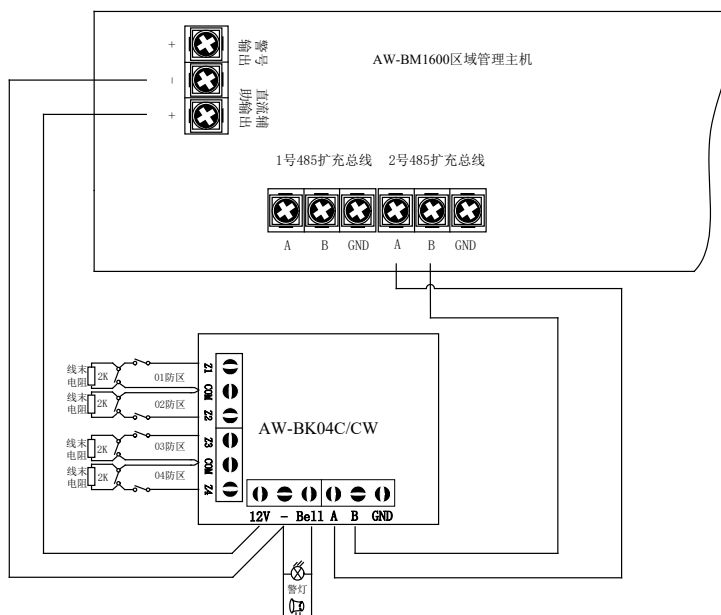 +
警号
输出
AW-BM1600区域管理主机
−
直流辅
助输出
+
1号485扩充总线 2号485扩充总线
A B GND A B GND
线末
电阻
2K
01防区
Z1
COM
线末
电阻
2K
02防区
Z2
AW-BK04C/CW
线末
电阻
2K
03防区
Z3
COM
线末
电阻
2K
04防区
Z4
12V − Bell A B GND
警灯